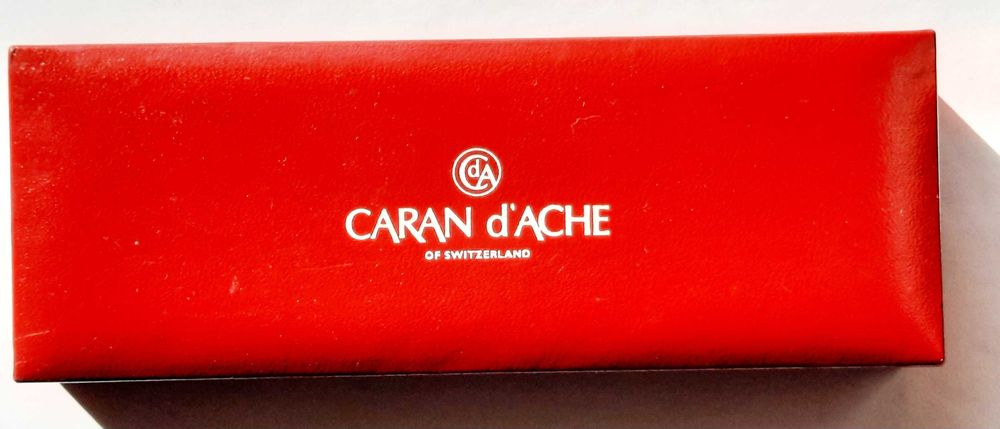 CdA
CARAN d'ACHE
OF SWITZERLAND